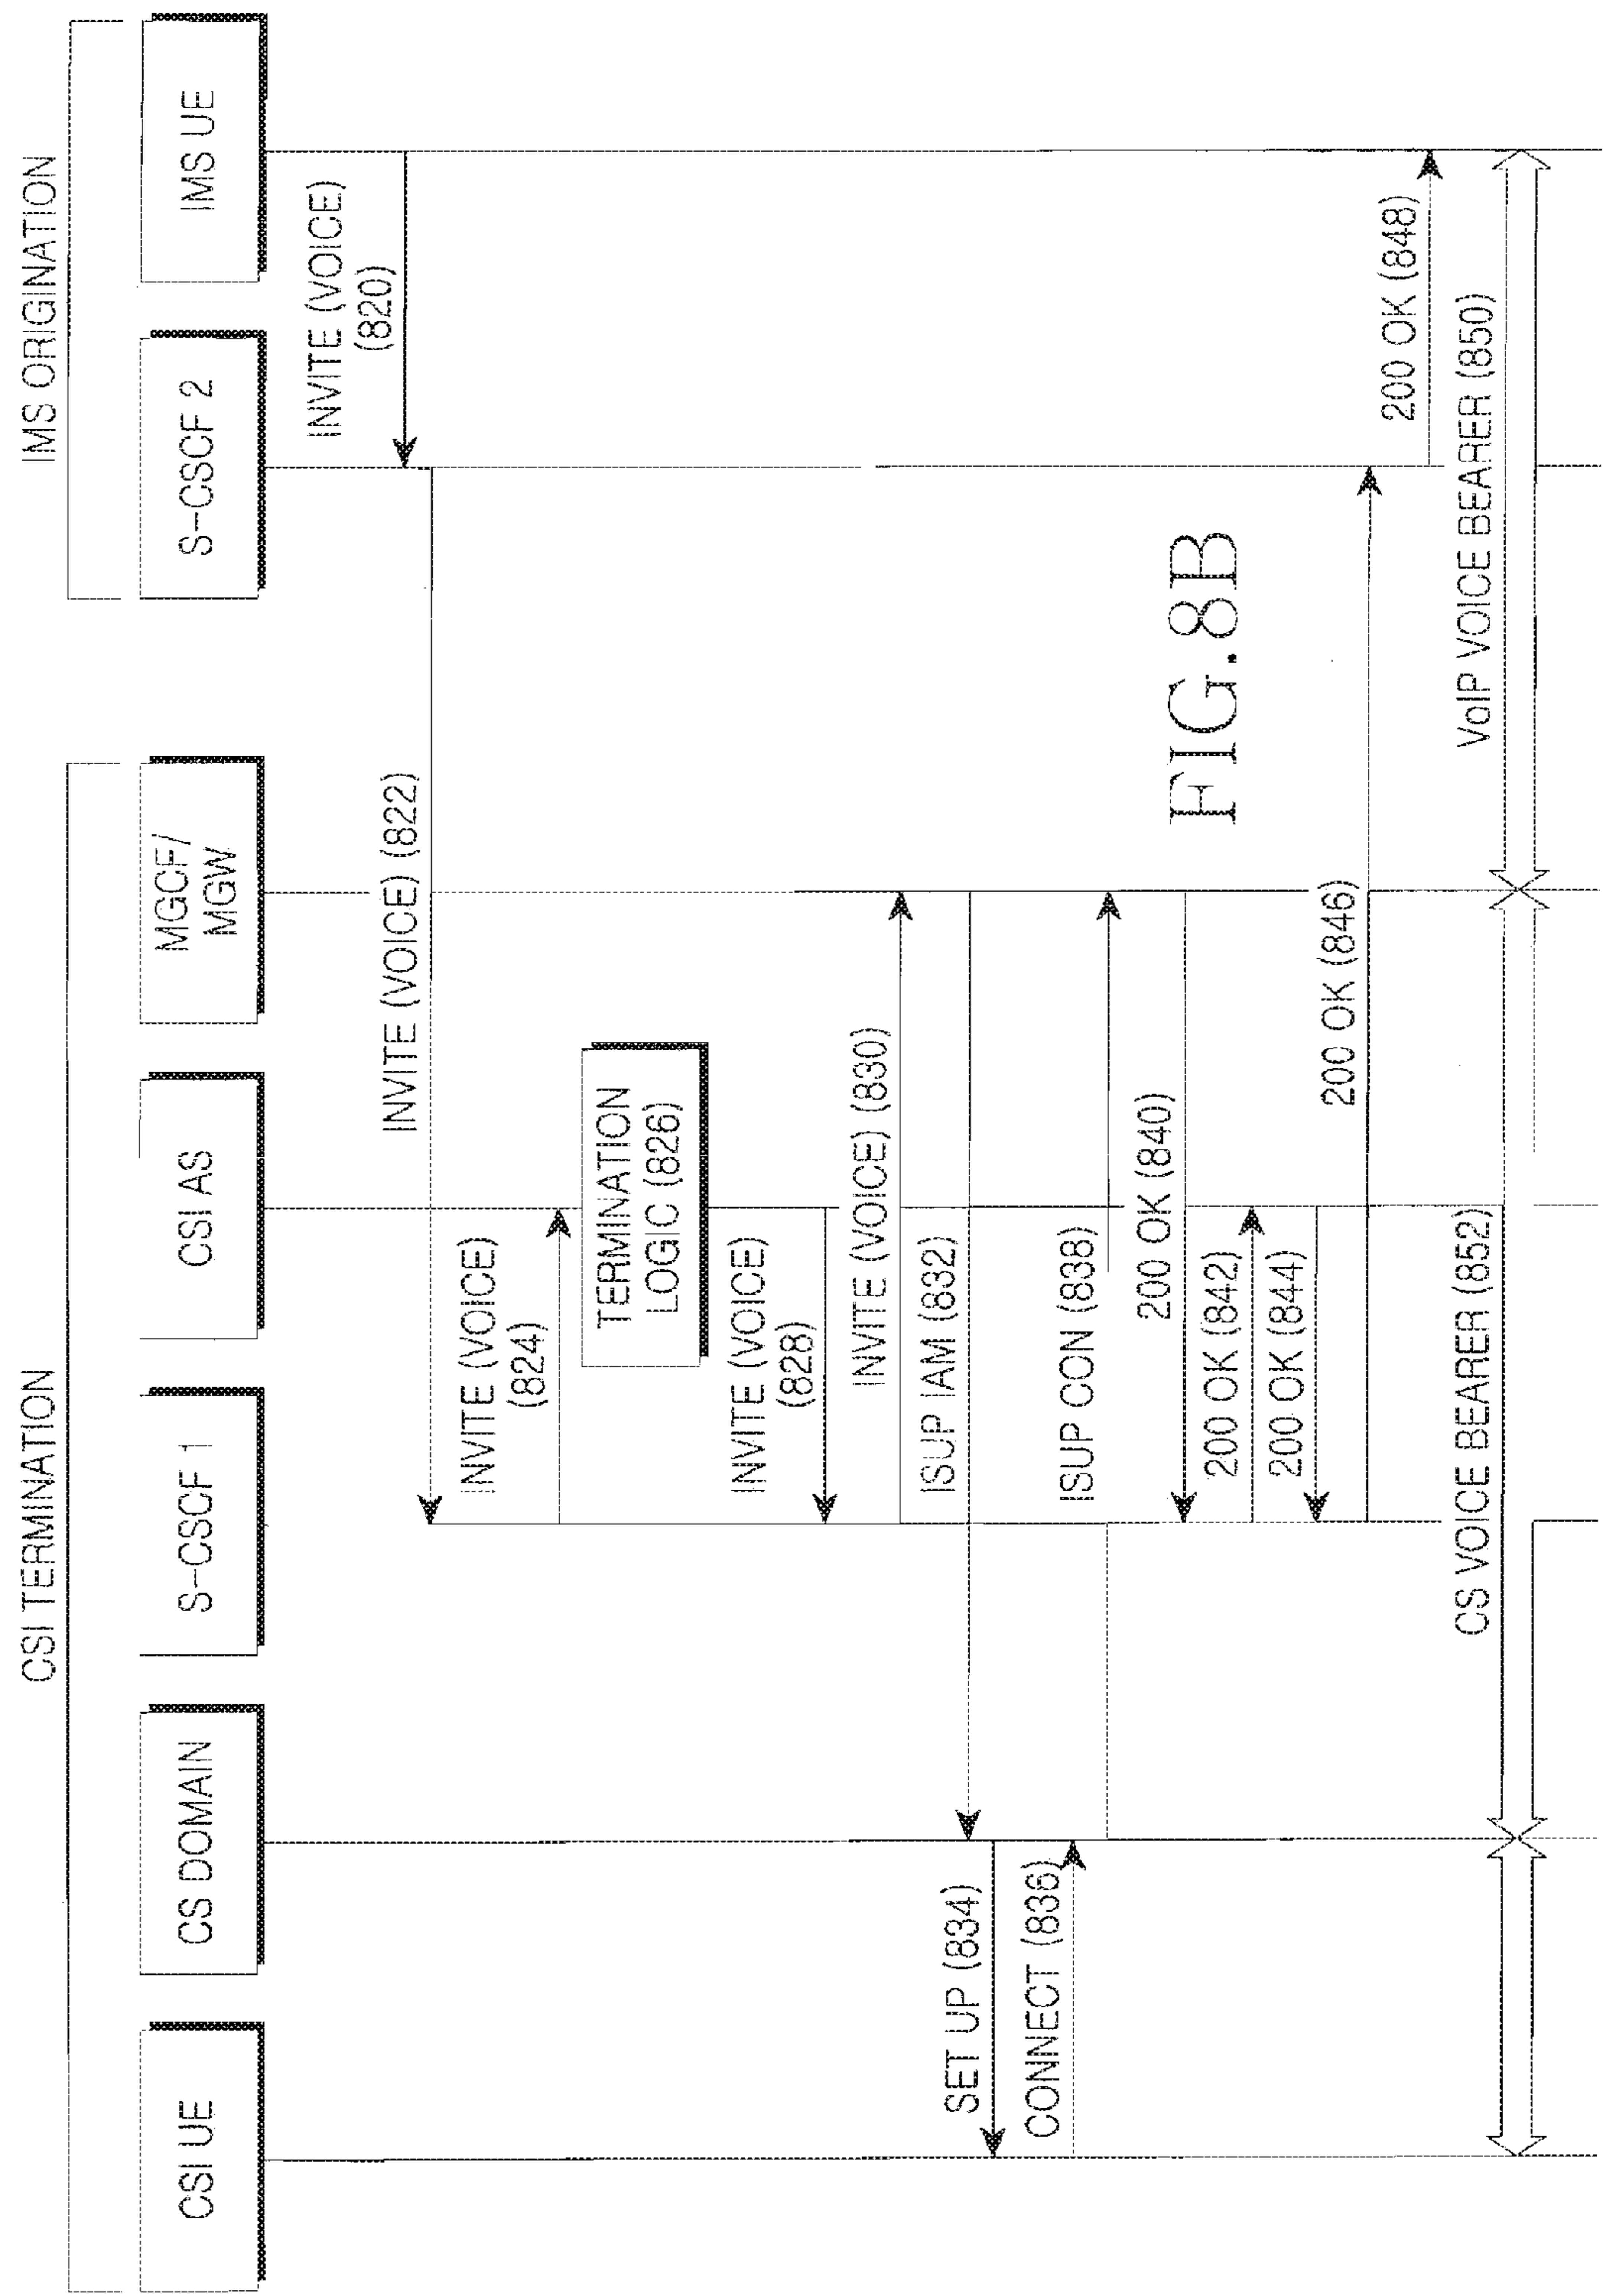 CSI TERMINATION
IMS ORIGINATION
CSI UE
CS DOMAIN
S-CSCF 1
CSI AS
MGCF/
MGW
S-CSCF 2
IMS UE
INVITE (VOICE)
(820)
INVITE (VOICE) (822)
INVITE (VOICE)
(824)
TERMINATION
LOGIC (826)
INVITE (VOICE)
(828)
INVITE (VOICE) (830)
ISUP IAM (832)
SET UP (834)
CONNECT (836)
ISUP CON (838)
200 OK (840)
200 OK (842)
200 OK (844)
200 OK (846)
200 OK (848)
VoIP VOICE BEARER (850)
CS VOICE BEARER (852)
FIG.8B